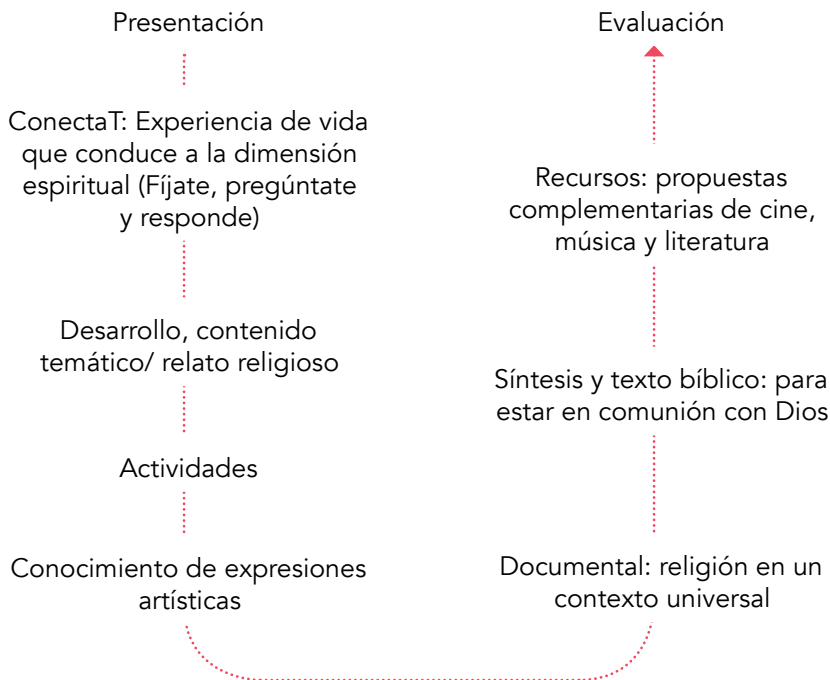 Presentación
ConectaT: Experiencia de vida
que conduce a la dimensión
espiritual (Fíjate, pregúntate
y responde)
Desarrollo, contenido
temático/ relato religioso
Actividades
Conocimiento de expresiones
artísticas
Documental: religión en un
contexto universal
Síntesis y texto bíblico: para
estar en comunión con Dios
Recursos: propuestas
complementarias de cine,
música y literatura
Evaluación